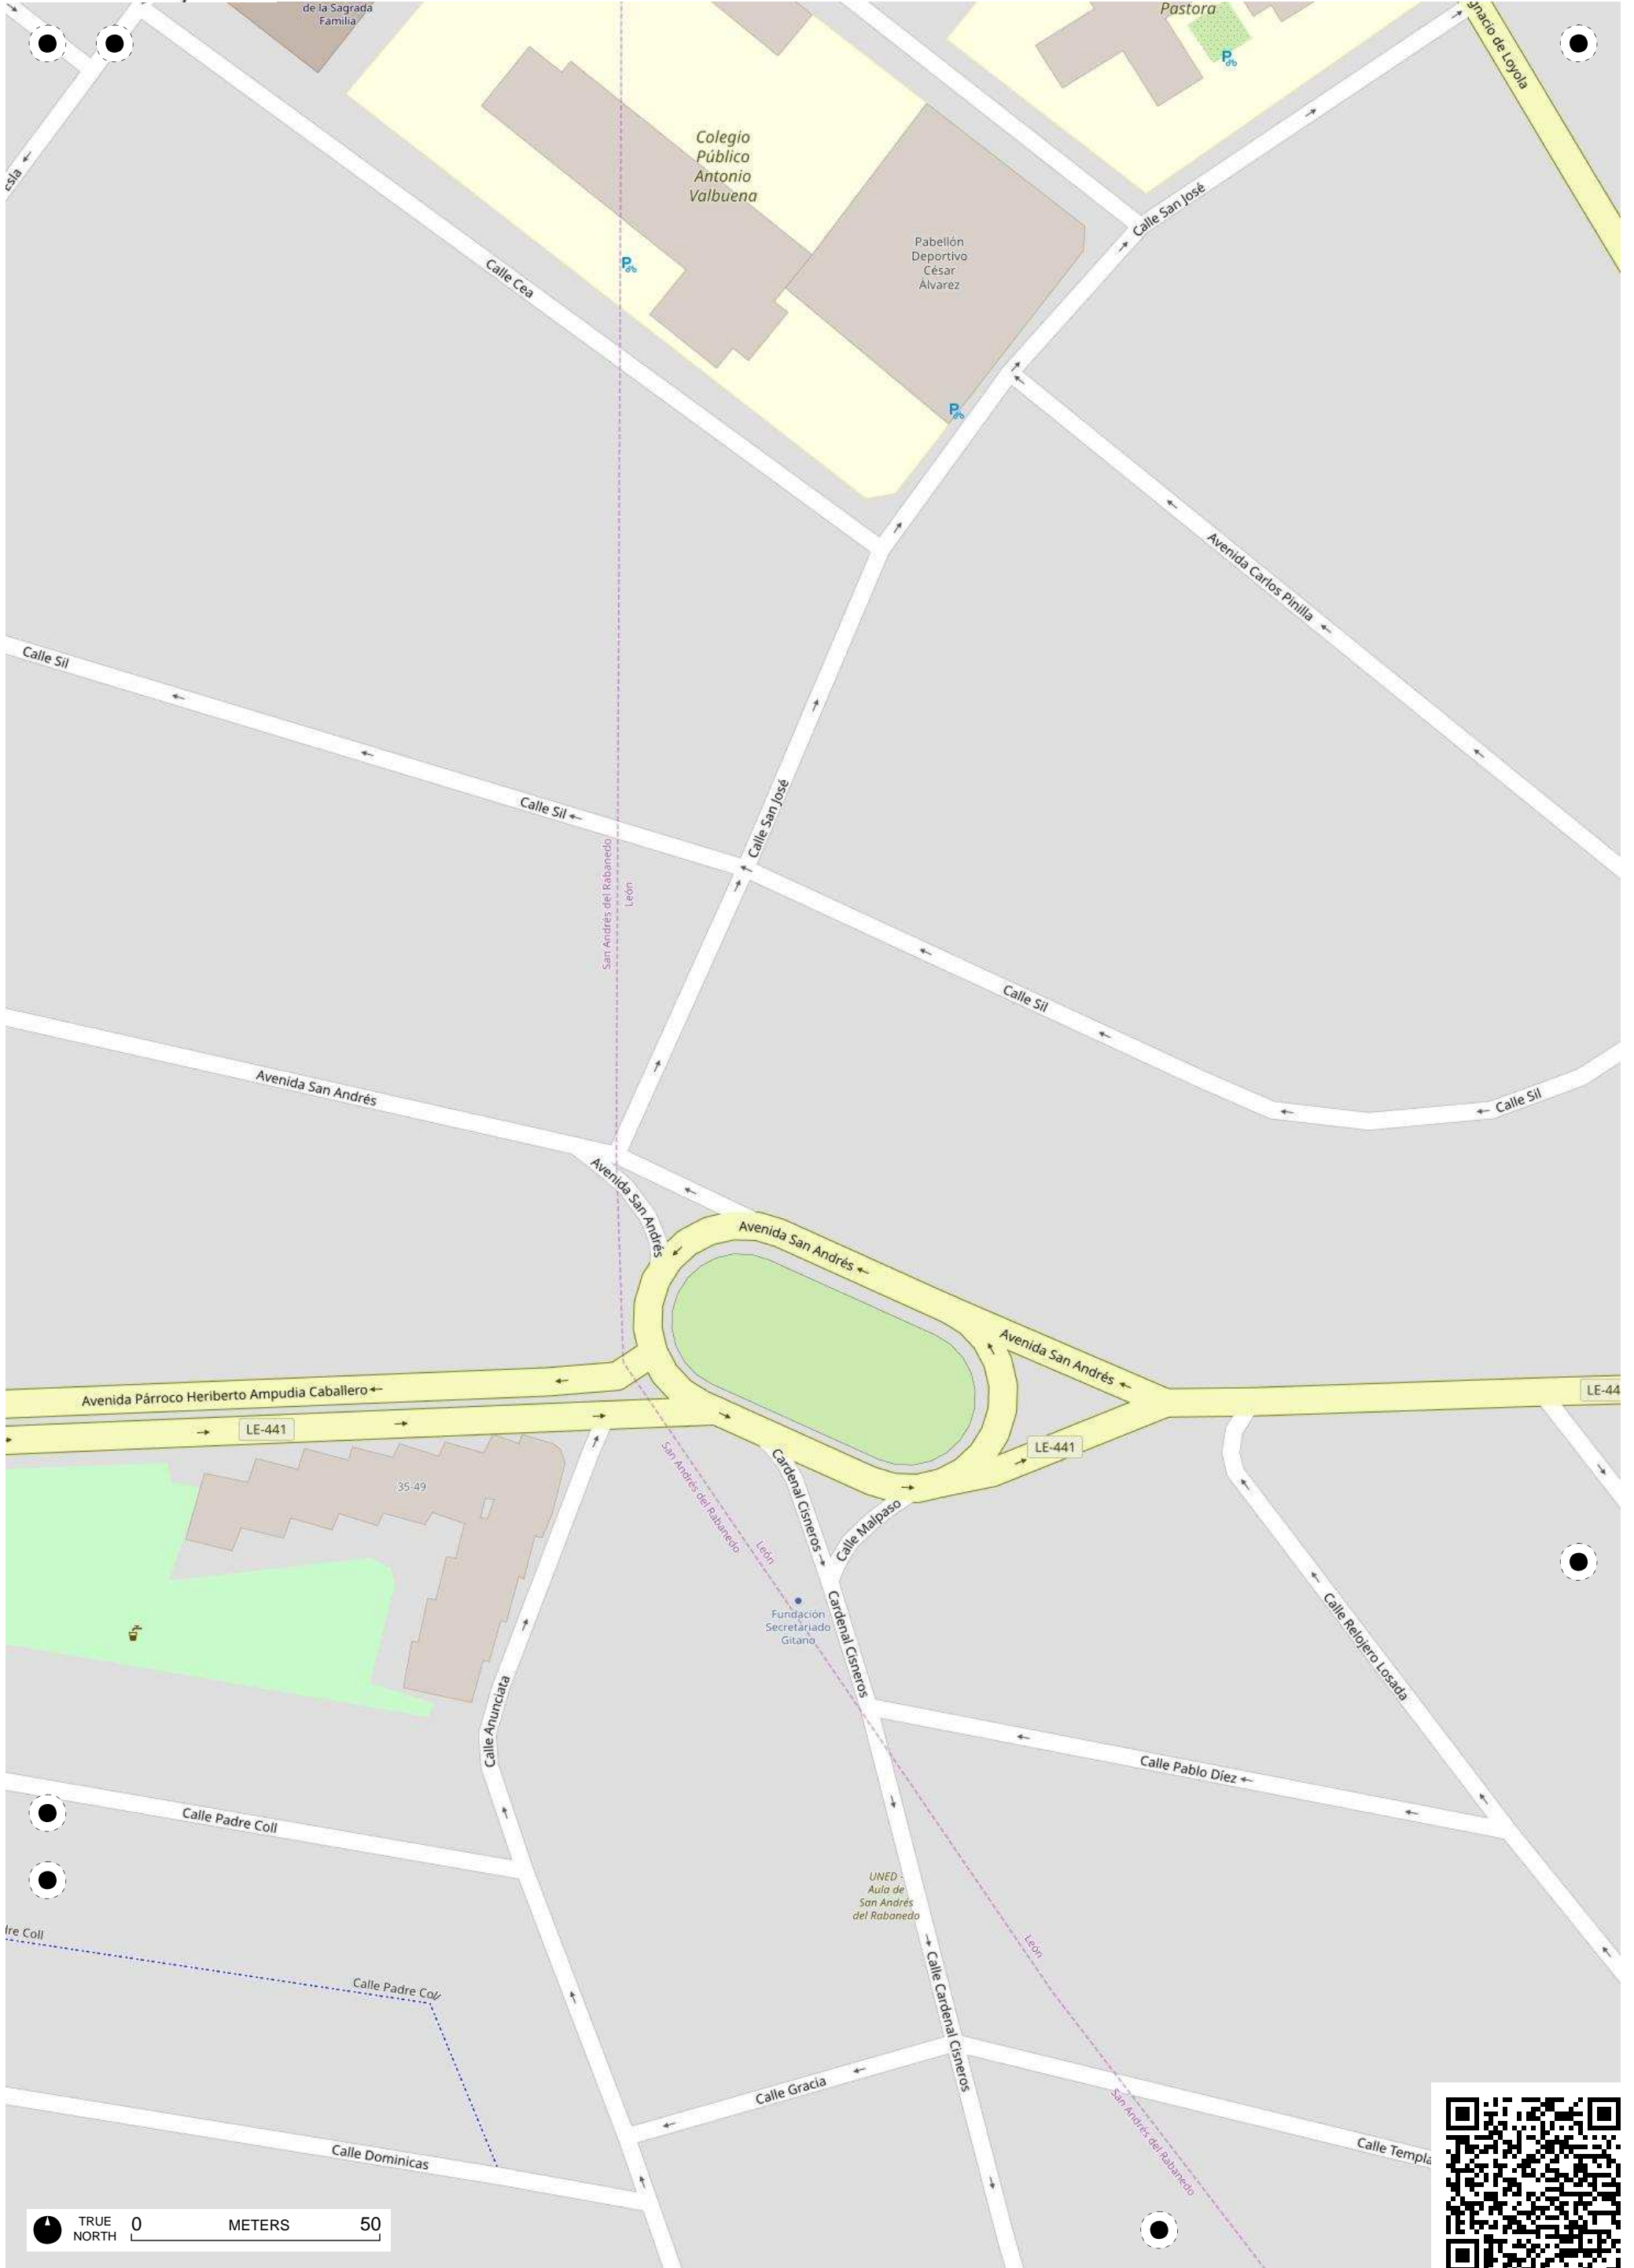 de la Sagrada
Familia
Pastora
gnacio de Loyola
Esla
Colegio
Público
Antonio
Valbuena
Calle San José
Pabellón
Deportivo
César
Álvarez
Calle Cea
Avenida Carlos Pinilla
Calle Sil
Calle Sil
Calle San José
San Andrés del Rabanedo
León
Calle Sil
Calle Sil
Avenida San Andrés
Avenida San Andrés
Avenida San Andrés
Avenida San Andrés
Avenida Párroco Heriberto Ampudia Caballero
LE-44
LE-441
LE-441
35-49
San Andrés del Rabanedo
León
Cardenal Cisneros
Calle Malpaso
Fundación
Secretariado
Gitano
Cardenal Cisneros
Calle Relojero Losada
Calle Anunciata
Calle Pablo Díez
Calle Padre Coll
UNED -
Aula de
San Andrés
del Rabanedo
dre Coll
León
Calle Padre Coll
Calle Cardenal Cisneros
Calle Gracia
San Andrés del Rabanedo
Calle Templa
Calle Dominicas
TRUE
NORTH
0 METERS 50